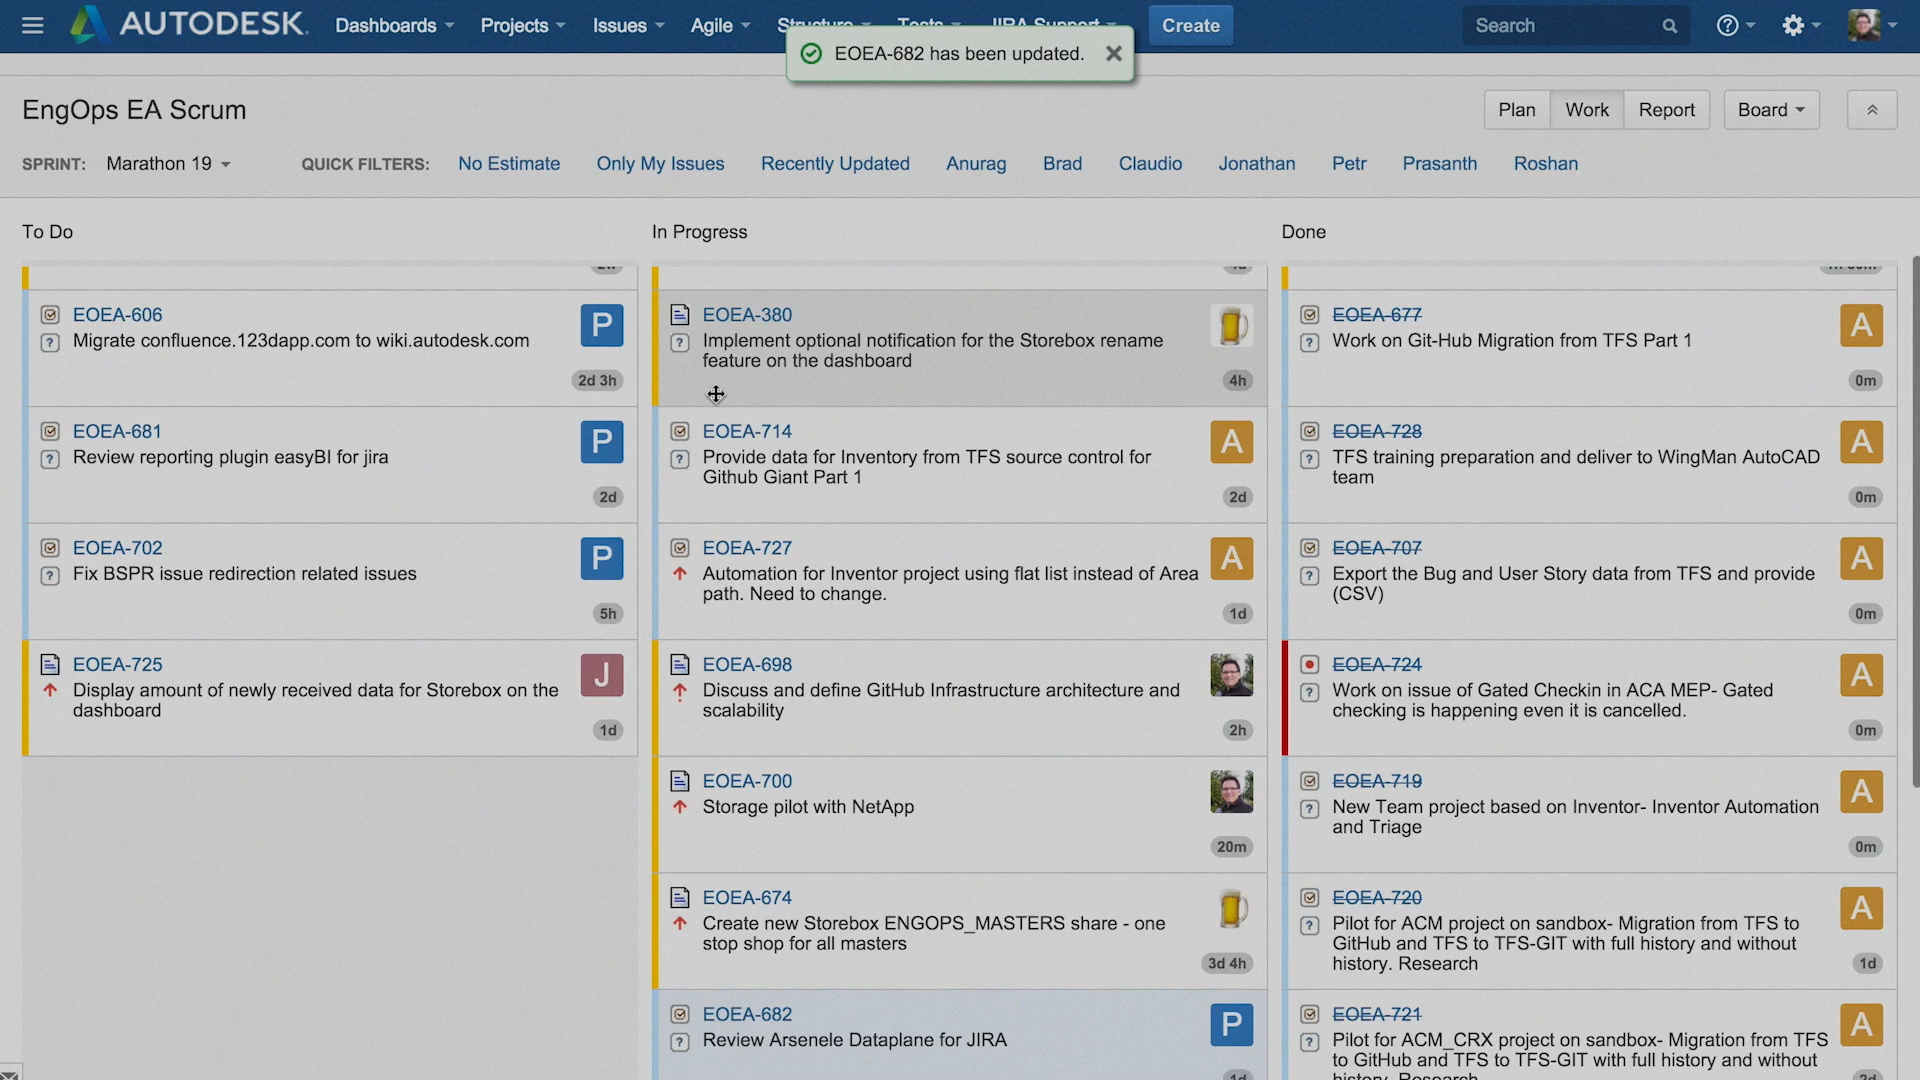 AUTODESK.
Dashboards
Projects
Issues
Agile
Structure
Tests
JIRA Support
Create
Search
EOEA-682 has been updated.
EngOps EA Scrum
Plan
Work
Report
Board
SPRINT:
Marathon 19
QUICK FILTERS:
No Estimate
Only My Issues
Recently Updated
Anurag
Brad
Claudio
Jonathan
Petr
Prasanth
Roshan
To Do
EOEA-606
P
Migrate confluence.123dapp.com to wiki.autodesk.com
2d 3h
EOEA-681
P
Review reporting plugin easyBI for jira
2d
EOEA-702
P
Fix BSPR issue redirection related issues
5h
EOEA-725
J
Display amount of newly received data for Storebox on the
dashboard
1d
In Progress
EOEA-380
Implement optional notification for the Storebox rename
feature on the dashboard
4h
EOEA-714
A
Provide data for Inventory from TFS source control for
Github Giant Part 1
2d
EOEA-727
A
Automation for Inventor project using flat list instead of Area
path. Need to change.
1d
EOEA-698
Discuss and define GitHub Infrastructure architecture and
scalability
2h
EOEA-700
Storage pilot with NetApp
20m
EOEA-674
Create new Storebox ENGOPS_MASTERS share - one
stop shop for all masters
3d 4h
EOEA-682
P
Review Arsenele Dataplane for JIRA
Done
EOEA-677
A
Work on Git-Hub Migration from TFS Part 1
0m
EOEA-728
A
TFS training preparation and deliver to WingMan AutoCAD
team
0m
EOEA-707
A
Export the Bug and User Story data from TFS and provide
(CSV)
0m
EOEA-724
A
Work on issue of Gated Checkin in ACA MEP- Gated
checking is happening even it is cancelled.
0m
EOEA-719
A
New Team project based on Inventor- Inventor Automation
and Triage
0m
EOEA-720
A
Pilot for ACM project on sandbox- Migration from TFS to
GitHub and TFS to TFS-GIT with full history and without
history. Research
1d
EOEA-721
A
Pilot for ACM_CRX project on sandbox- Migration from TFS
to GitHub and TFS to TFS-GIT with full history and without
history. Research